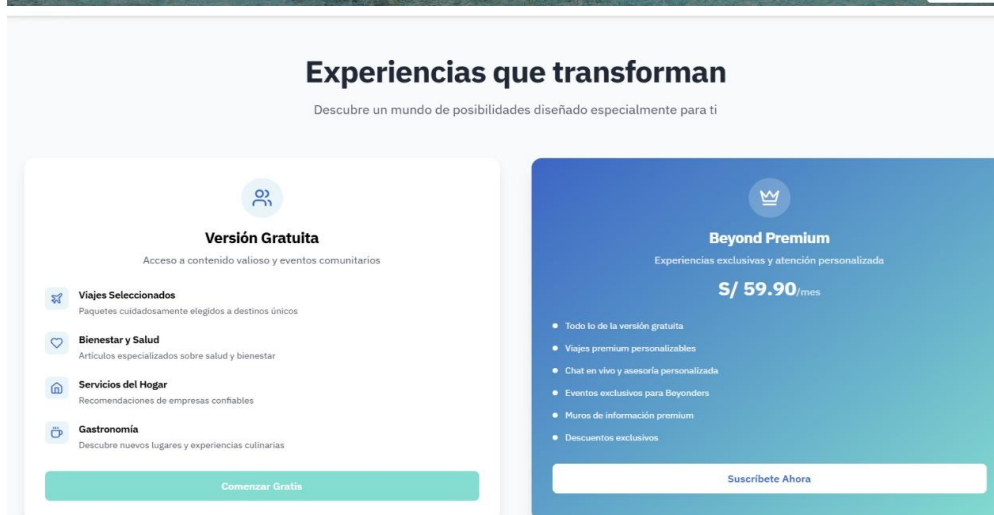 Experiencias que transforman
Descubre un mundo de posibilidades diseñado especialmente para ti
Versión Gratuita
Acceso a contenido valioso y eventos comunitarios
Viajes Seleccionados
Paquetes cuidadosamente elegidos a destinos únicos
Bienestar y Salud
Artículos especializados sobre salud y bienestar
Servicios del Hogar
Recomendaciones de empresas confiables
Gastronomía
Descubre nuevos lugares y experiencias culinarias
Comenzar Gratis
Beyond Premium
Experiencias exclusivas y atención personalizada
S/ 59.90/mes
Todo lo de la versión gratuita
Viajes premium personalizables
Chat en vivo y asesoría personalizada
Eventos exclusivos para Beyonders
Muros de información premium
Descuentos exclusivos
Suscríbete Ahora